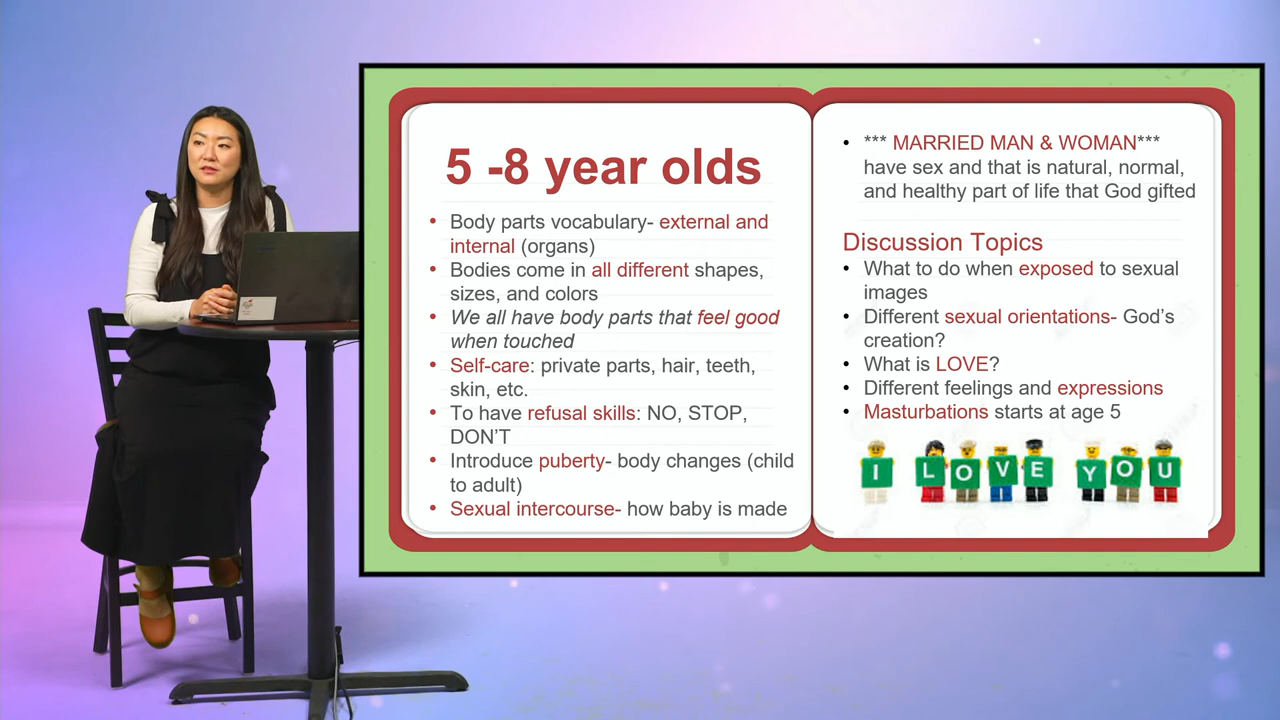 5 -8 year olds
• Body parts vocabulary- external and
internal (organs)
• Bodies come in all different shapes,
sizes, and colors
• We all have body parts that feel good
when touched
• Self-care: private parts, hair, teeth,
skin, etc.
• To have refusal skills: NO, STOP,
DON'T
• Introduce puberty- body changes (child
to adult)
• Sexual intercourse- how baby is made
• *** MARRIED MAN & WOMAN***
have sex and that is natural, normal,
and healthy part of life that God gifted
Discussion Topics
• What to do when exposed to sexual
images
• Different sexual orientations- God's
creation?
• What is LOVE?
• Different feelings and expressions
• Masturbations starts at age 5
I LOVE YOU